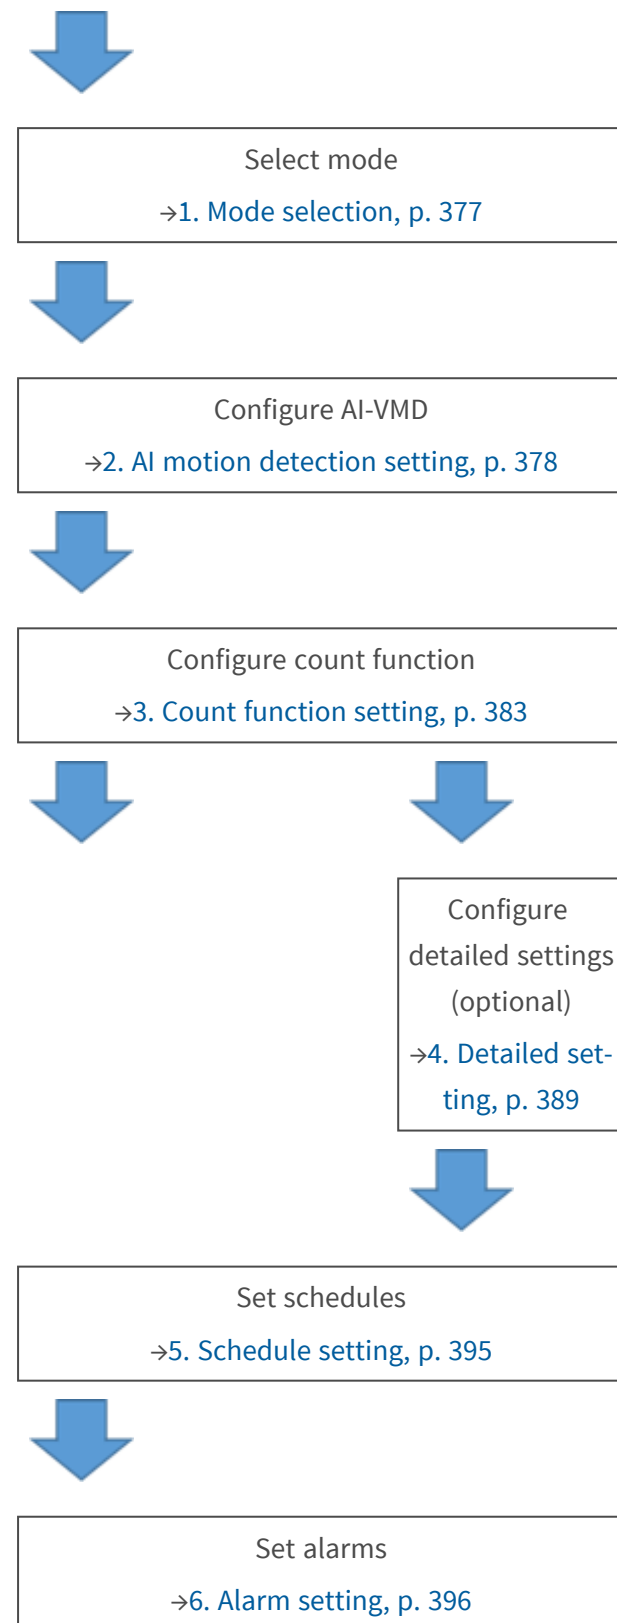 Select mode
→1. Mode selection, p. 377
Configure AI-VMD
→2. AI motion detection setting, p. 378
Configure count function
→3. Count function setting, p. 383
Configure
detailed settings
(optional)
→4. Detailed set-
ting, p. 389
Set schedules
→5. Schedule setting, p. 395
Set alarms
→6. Alarm setting, p. 396